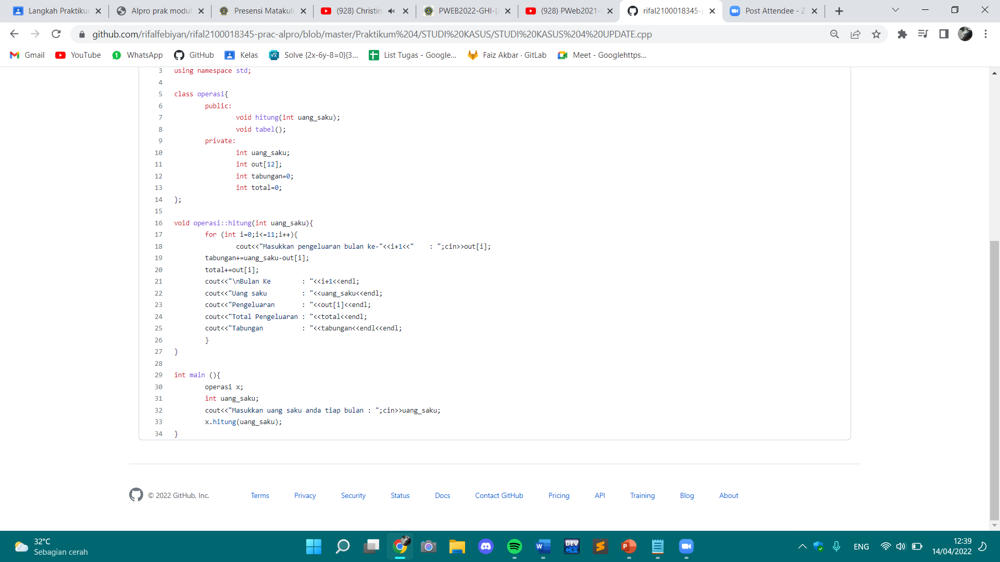 Langkah Praktikur
Alpro prak modul
Presensi Matakuli
(928) Christin
PWEB2022-GHI-[
(928) PWeb2021-
rifal2100018345-p
Post Attendee - Z
github.com/rifalfebiyan/rifal2100018345-prac-alpro/blob/master/Praktikum%204/STUDI%20KASUS/STUDI%20KASUS%204%20UPDATE.cpp
Gmail YouTube WhatsApp GitHub Kelas Solve {2x-6y-8=0}{3... List Tugas - Google... Faiz Akbar · GitLab Meet - Googlehttps...
3 using namespace std;
4
5 class operasi{
6 public:
7 void hitung(int uang_saku);
8 void tabel();
9 private:
10 int uang_saku;
11 int out[12];
12 int tabungan=0;
13 int total=0;
14 };
15
16 void operasi::hitung(int uang_saku){
17 for (int i=0;i<=11;i++){
18 cout<<"Masukkan pengeluaran bulan ke-"<<i+1<<"    : ";cin>>out[i];
19 tabungan+=uang_saku-out[i];
20 total+=out[i];
21 cout<<"\nBulan Ke        : "<<i+1<<endl;
22 cout<<"Uang saku         : "<<uang_saku<<endl;
23 cout<<"Pengeluaran       : "<<out[i]<<endl;
24 cout<<"Total Pengeluaran : "<<total<<endl;
25 cout<<"Tabungan          : "<<tabungan<<endl<<endl;
26 }
27 }
28
29 int main (){
30 operasi x;
31 int uang_saku;
32 cout<<"Masukkan uang saku anda tiap bulan : ";cin>>uang_saku;
33 x.hitung(uang_saku);
34 }
© 2022 GitHub, Inc. Terms Privacy Security Status Docs Contact GitHub Pricing API Training Blog About
32°C
Sebagian cerah
DEV C++
ENG
12:39
14/04/2022